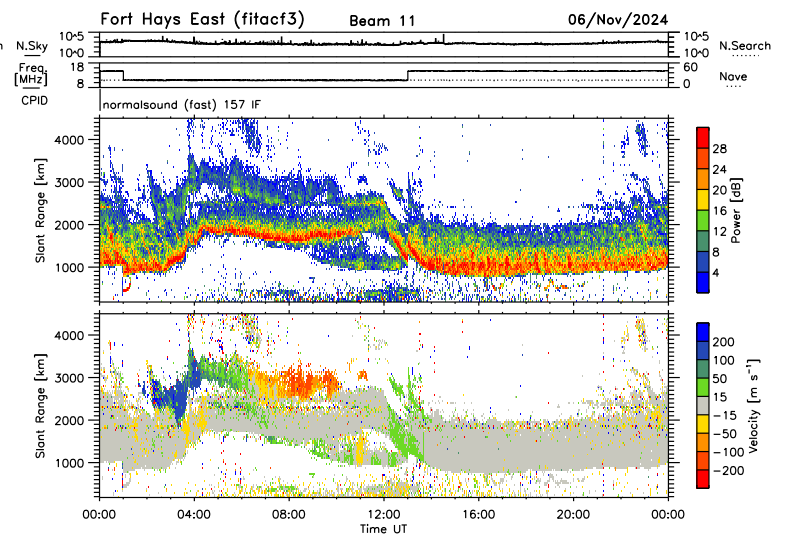 Fort Hays East (fitacf3) Beam 11 06/Nov/2024
n N.Sky 10^5 10^0 10^5 10^0 N.Search
Freq. [MHz] 18 8 60 0 Nave
CPID normalsound (fast) 157 IF
Slant Range [km]
4000
3000
2000
1000
28
24
20
16
12
8
4
Power [dB]
Slant Range [km]
4000
3000
2000
1000
200
100
50
15
-15
-50
-100
-200
Velocity [m s⁻¹]
00:00 04:00 08:00 12:00 16:00 20:00 00:00
Time UT